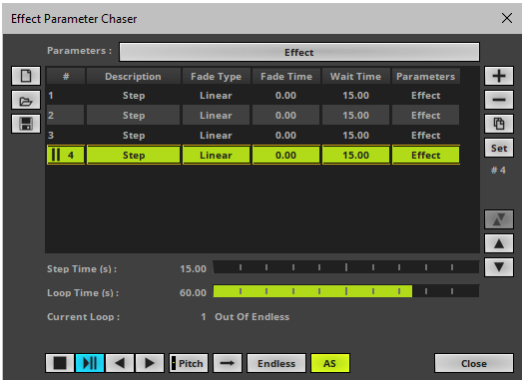 Effect Parameter Chaser
Parameters : Effect
# Description Fade Type Fade Time Wait Time Parameters
1 Step Linear 0.00 15.00 Effect
2 Step Linear 0.00 15.00 Effect
3 Step Linear 0.00 15.00 Effect
4 Step Linear 0.00 15.00 Effect
Set
# 4
Step Time (s) : 15.00
Loop Time (s) : 60.00
Current Loop : 1 Out Of Endless
Pitch Endless AS Close